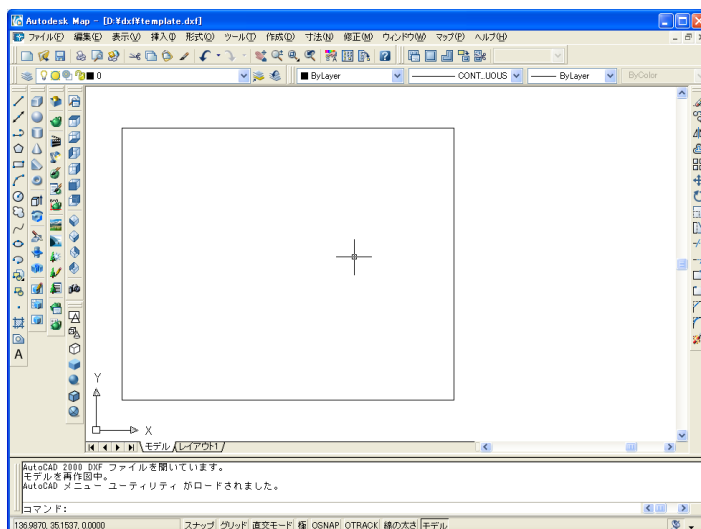 Autodesk Map - [D:¥dxf¥template.dxf]
ファイル(F) 編集(E) 表示(V) 挿入(I) 形式(O) ツール(T) 作成(D) 寸法(N) 修正(M) ウィンドウ(W) マップ(P) ヘルプ(H)
0 ByLayer CONT...UOUS ByLayer ByColor
A
Y
X
モデル レイアウト1
AutoCAD 2000 DXF ファイルを開いています。
モデルを再作図中。
AutoCAD メニュー ユーティリティ がロードされました。
コマンド:
136.9870, 35.1537, 0.0000 スナップ グリッド 直交モード 極 OSNAP OTRACK 線の太さ モデル